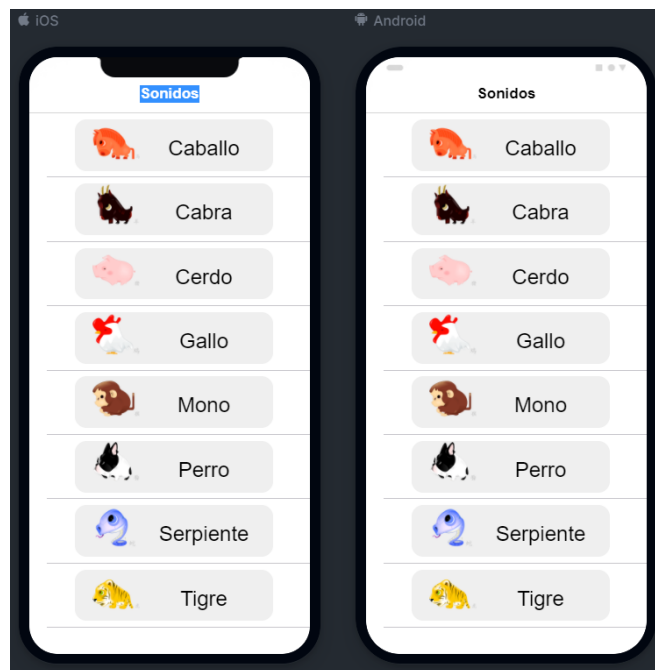 iOS
Android
Sonidos
Caballo
Cabra
Cerdo
Gallo
Mono
Perro
Serpiente
Tigre
Sonidos
Caballo
Cabra
Cerdo
Gallo
Mono
Perro
Serpiente
Tigre